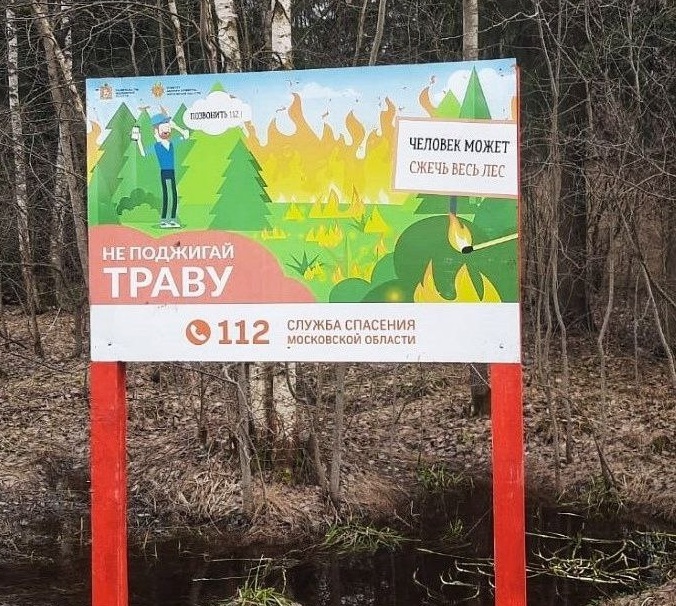 ПОЗВОНИТЬ 112!
ЧЕЛОВЕК МОЖЕТ
СЖЕЧЬ ВЕСЬ ЛЕС
НЕ ПОДЖИГАЙ
ТРАВУ
112
СЛУЖБА СПАСЕНИЯ
МОСКОВСКОЙ ОБЛАСТИ